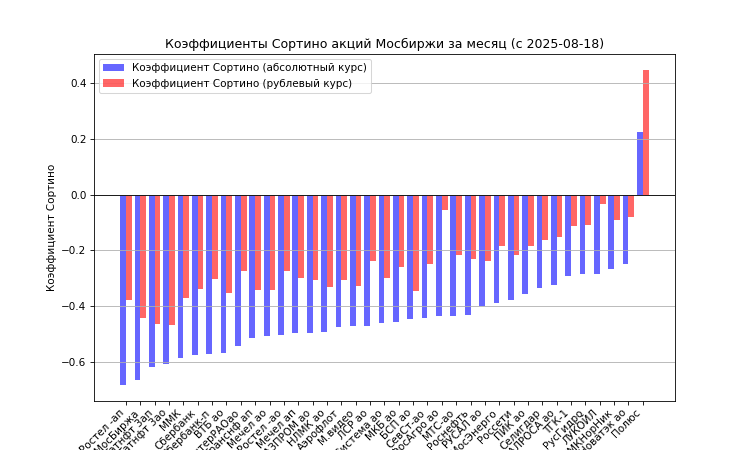 Коэффициенты Сортино акций Мосбиржи за месяц (с 2025-08-18)
Коэффициент Сортино (абсолютный курс)
Коэффициент Сортино (рублевый курс)
Коэффициент Сортино
0.4
0.2
0.0
−0.2
−0.4
−0.6
Ростел -ап
МосБиржа
ММК
Сбербанк
ВТБ ао
Мечел ао
Ростел -ао
Мечел ап
НЛМК ао
Аэрофлот
М.видео
ЛСР ао
МКБ ао
БСП ао
СевСт-ао
МТС-ао
Роснефть
РУСАЛ ао
Россети
ПИК ао
Селигдар
ТГК-1
ЛУКОЙЛ
Полюс